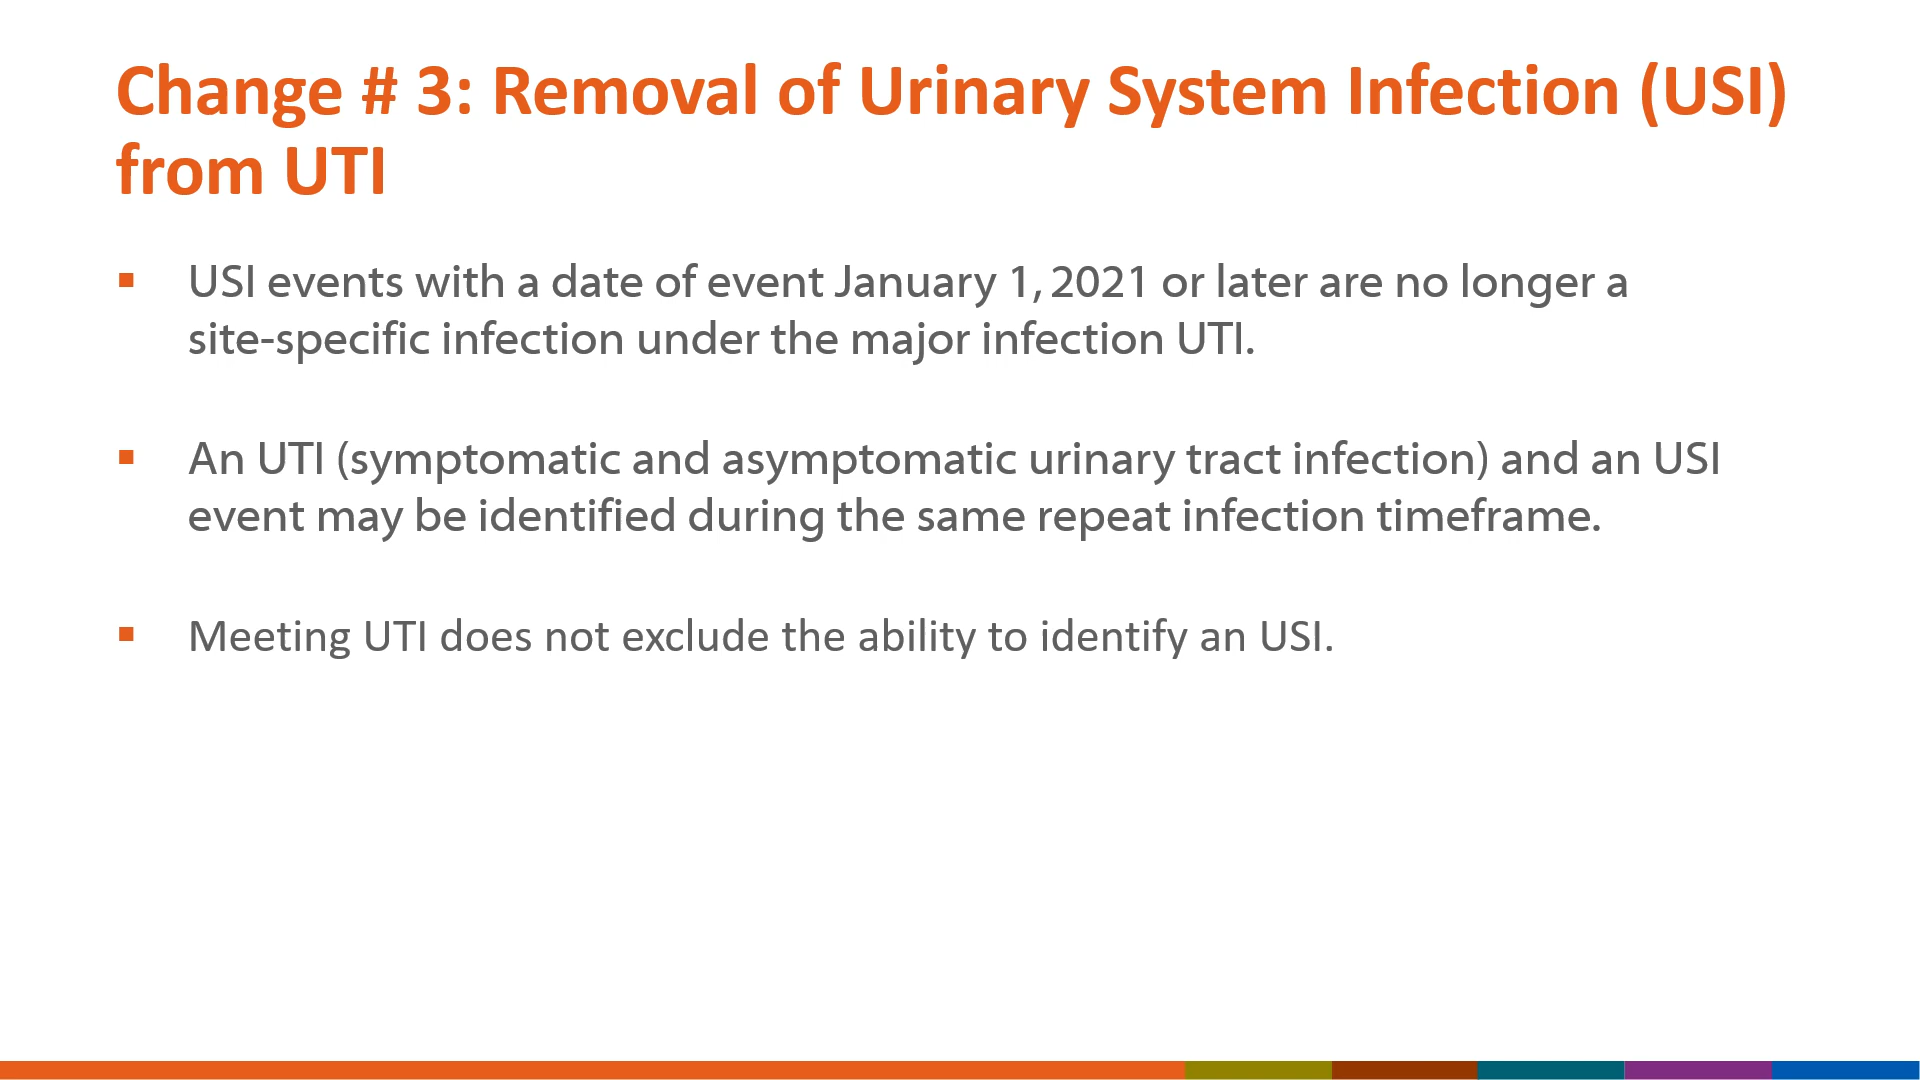 Change # 3: Removal of Urinary System Infection (USI)
from UTI
▪ USI events with a date of event January 1, 2021 or later are no longer a
site-specific infection under the major infection UTI.
▪ An UTI (symptomatic and asymptomatic urinary tract infection) and an USI
event may be identified during the same repeat infection timeframe.
▪ Meeting UTI does not exclude the ability to identify an USI.